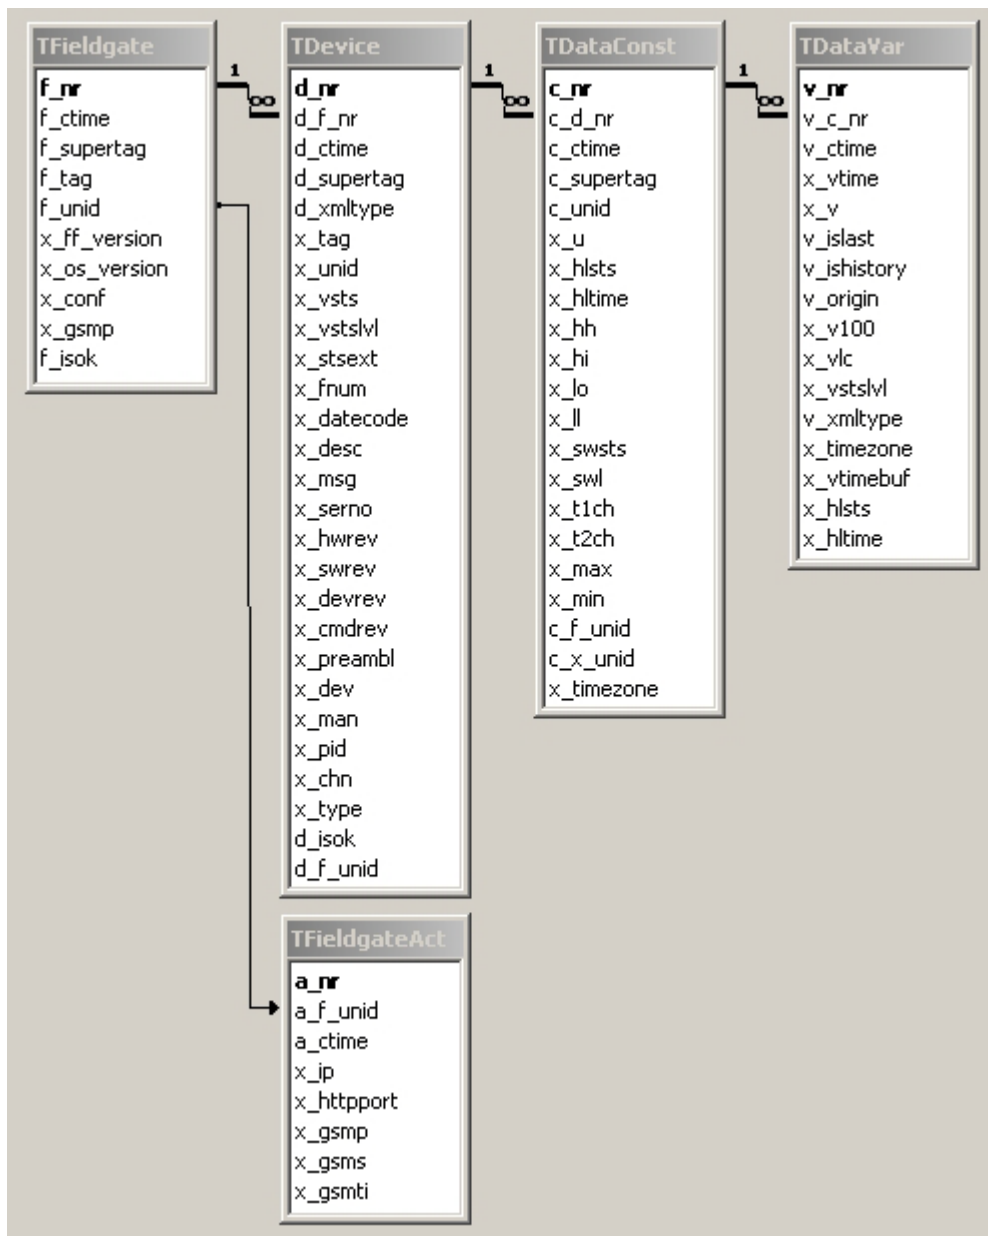 TFieldgate
f_nr
f_ctime
f_supertag
f_tag
f_unid
x_ff_version
x_os_version
x_conf
x_gsmp
f_isok
1
∞
TDevice
d_nr
d_f_nr
d_ctime
d_supertag
d_xmltype
x_tag
x_unid
x_vsts
x_vstslvl
x_stsext
x_fnum
x_datecode
x_desc
x_msg
x_serno
x_hwrev
x_swrev
x_devrev
x_cmdrev
x_preambl
x_dev
x_man
x_pid
x_chn
x_type
d_isok
d_f_unid
1
∞
TDataConst
c_nr
c_d_nr
c_ctime
c_supertag
c_unid
x_u
x_hlsts
x_hltime
x_hh
x_hi
x_lo
x_ll
x_swsts
x_swl
x_t1ch
x_t2ch
x_max
x_min
c_f_unid
c_x_unid
x_timezone
1
∞
TDataVar
v_nr
v_c_nr
v_ctime
x_vtime
x_v
v_islast
v_ishistory
v_origin
x_v100
x_vlc
x_vstslvl
v_xmltype
x_timezone
x_vtimebuf
x_hlsts
x_hltime
TFieldgateAct
a_nr
a_f_unid
a_ctime
x_ip
x_httpport
x_gsmp
x_gsms
x_gsmti